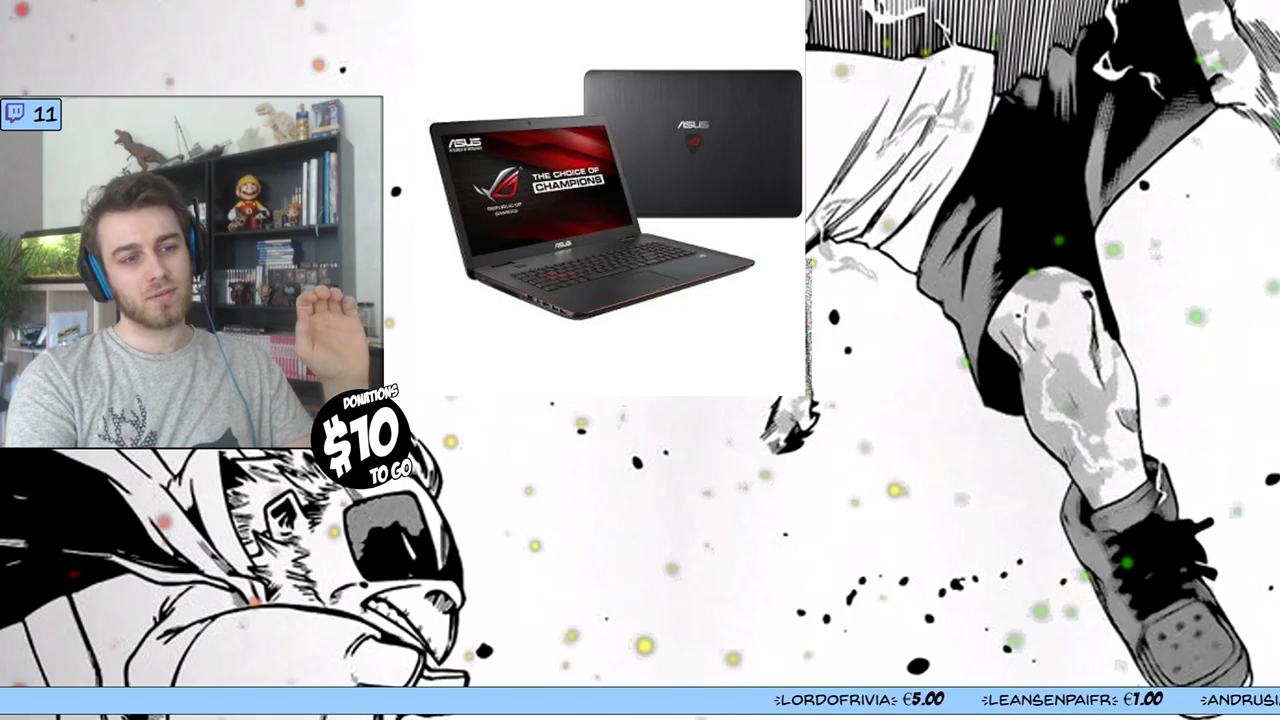 11
ASUS
THE CHOICE OF
CHAMPIONS
REPUBLIC OF
GAMERS
ASUS
ASUS
DONATIONS
$10
TO GO
LORDOFRIVIA €5.00 LEANSENPAIFR €1.00 ANDRUSI